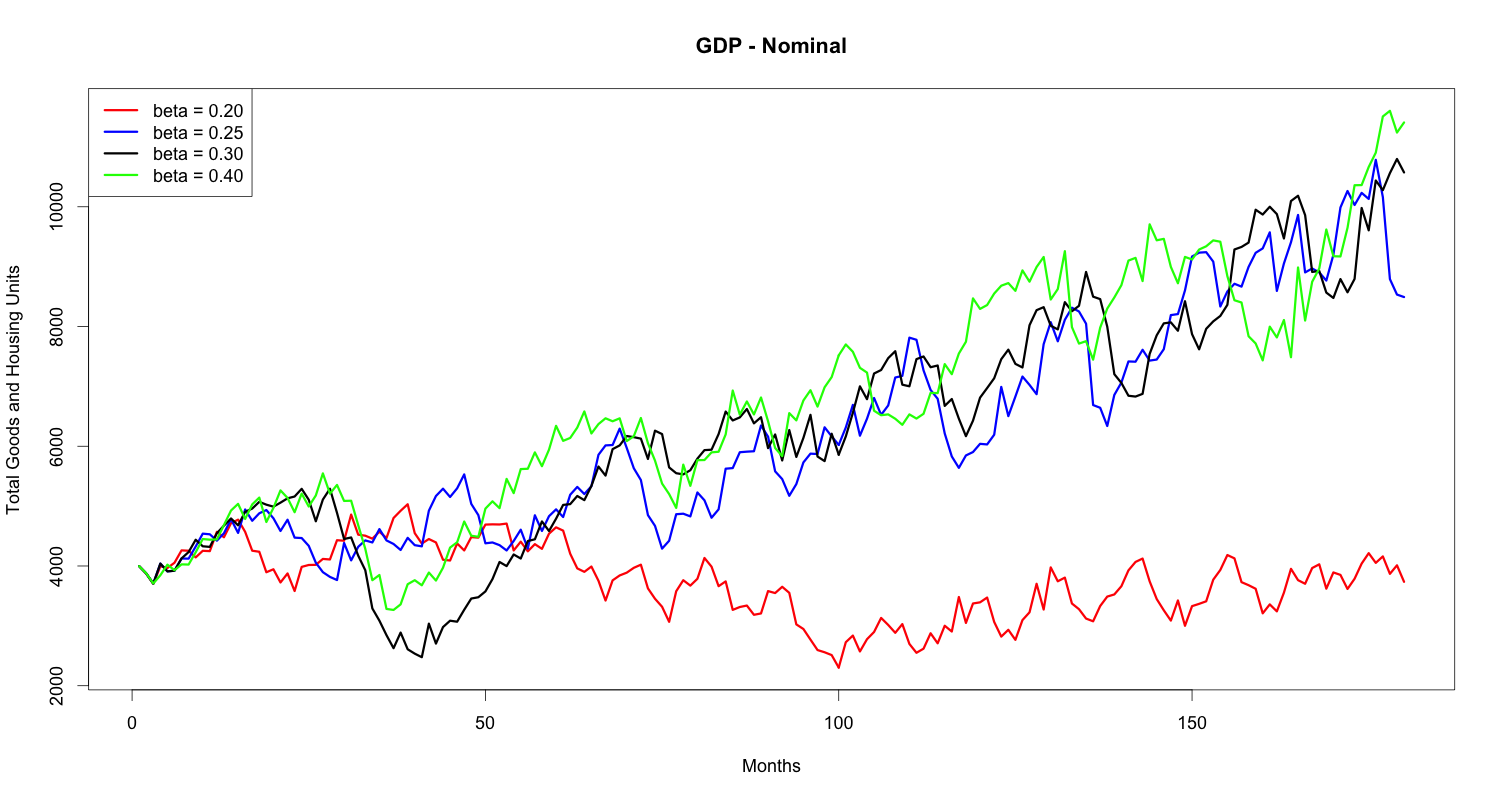 GDP - Nominal
beta = 0.20
beta = 0.25
beta = 0.30
beta = 0.40
Total Goods and Housing Units
10000
8000
6000
4000
2000
0 50 100 150
Months